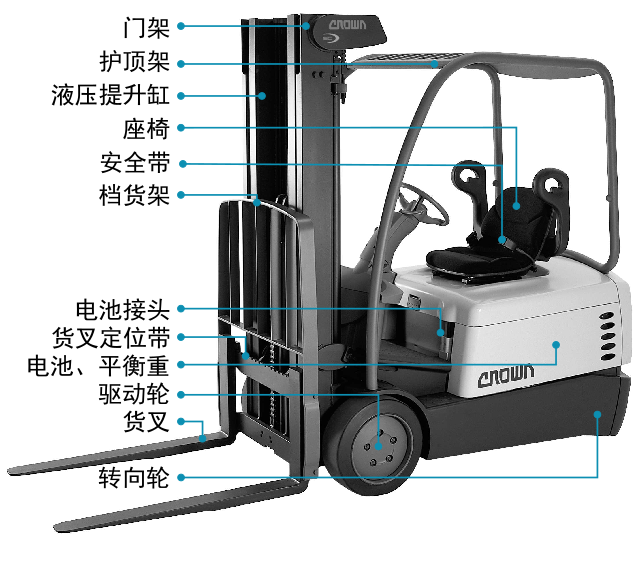 门架
CROWN
护顶架
液压提升缸
座椅
安全带
档货架
电池接头
货叉定位带
电池、平衡重
CROWN
驱动轮
货叉
转向轮